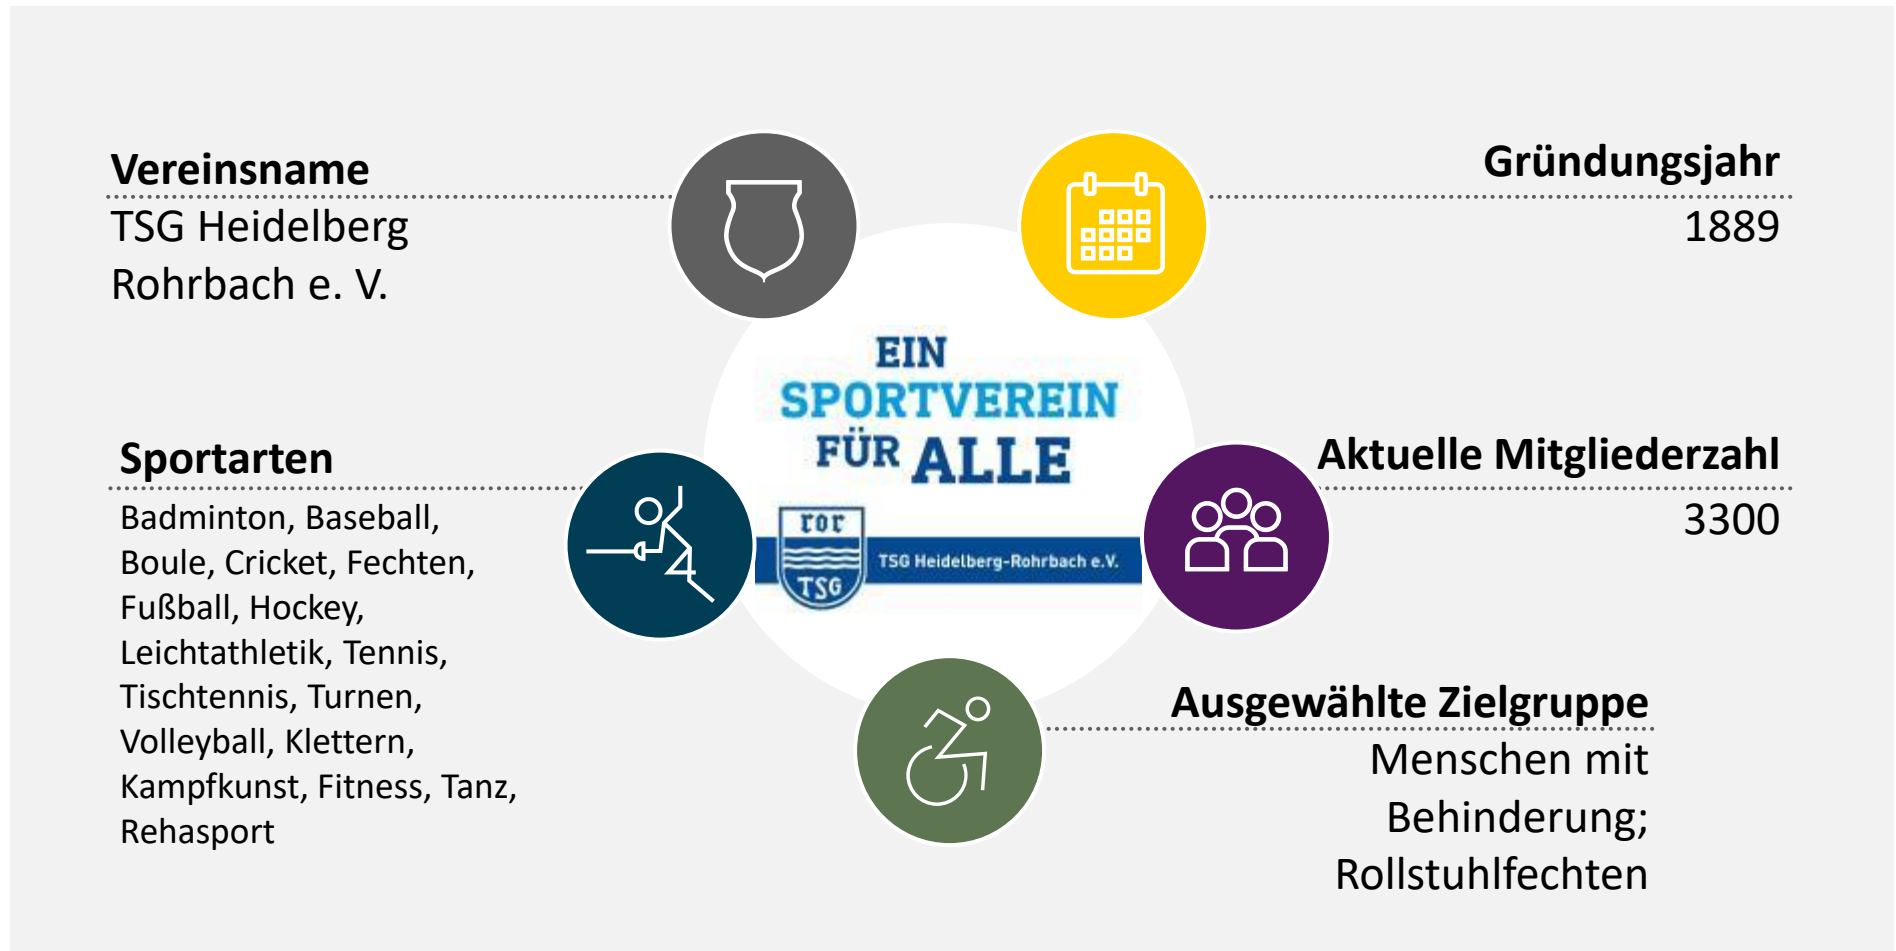 Vereinsname
TSG Heidelberg
Rohrbach e. V.
Gründungsjahr
1889
EIN
SPORTVEREIN
FÜR ALLE
ror
TSG
TSG Heidelberg-Rohrbach e.V.
Sportarten
Badminton, Baseball,
Boule, Cricket, Fechten,
Fußball, Hockey,
Leichtathletik, Tennis,
Tischtennis, Turnen,
Volleyball, Klettern,
Kampfkunst, Fitness, Tanz,
Rehasport
Aktuelle Mitgliederzahl
3300
Ausgewählte Zielgruppe
Menschen mit
Behinderung;
Rollstuhlfechten